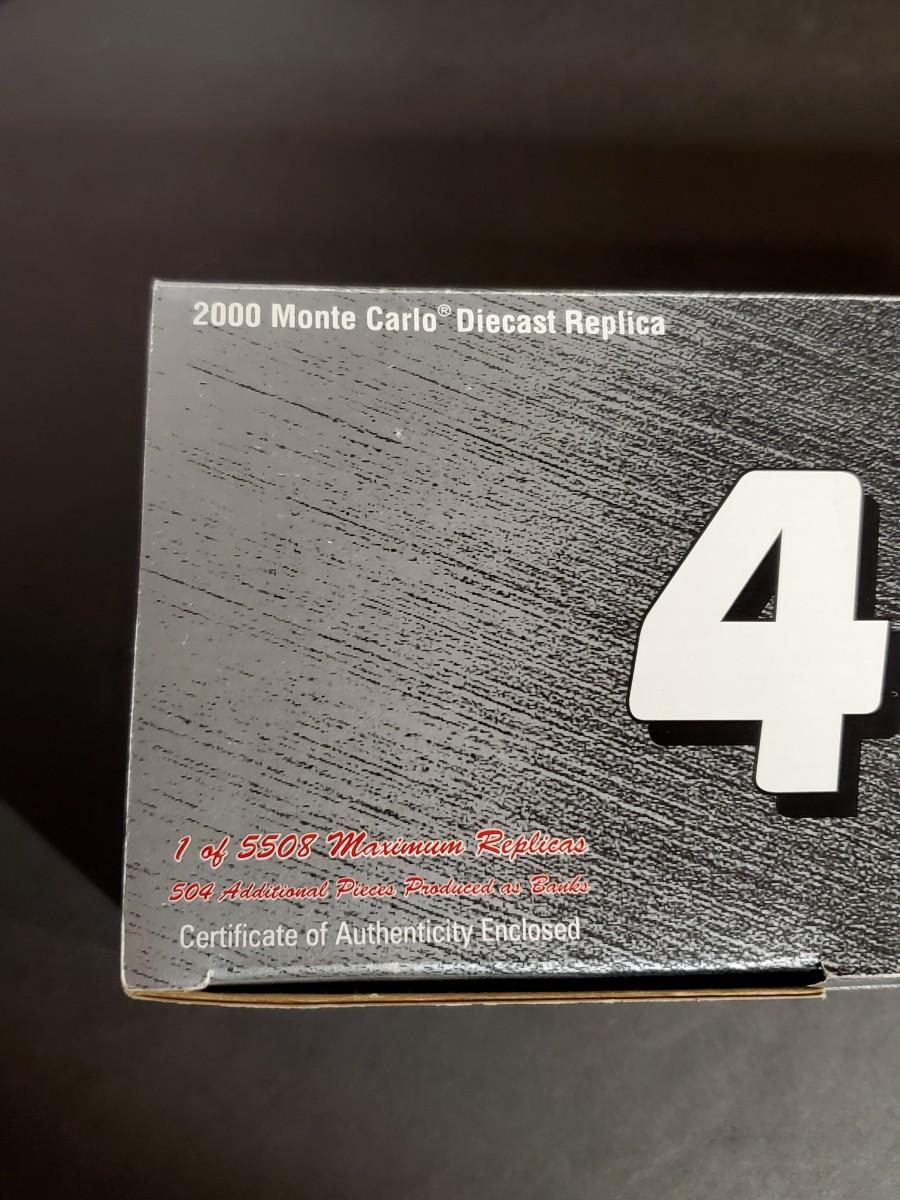 2000 Monte Carlo® Diecast Replica
4
1 of 5508 Maximum Replicas
504 Additional Pieces Produced as Banks
Certificate of Authenticity Enclosed